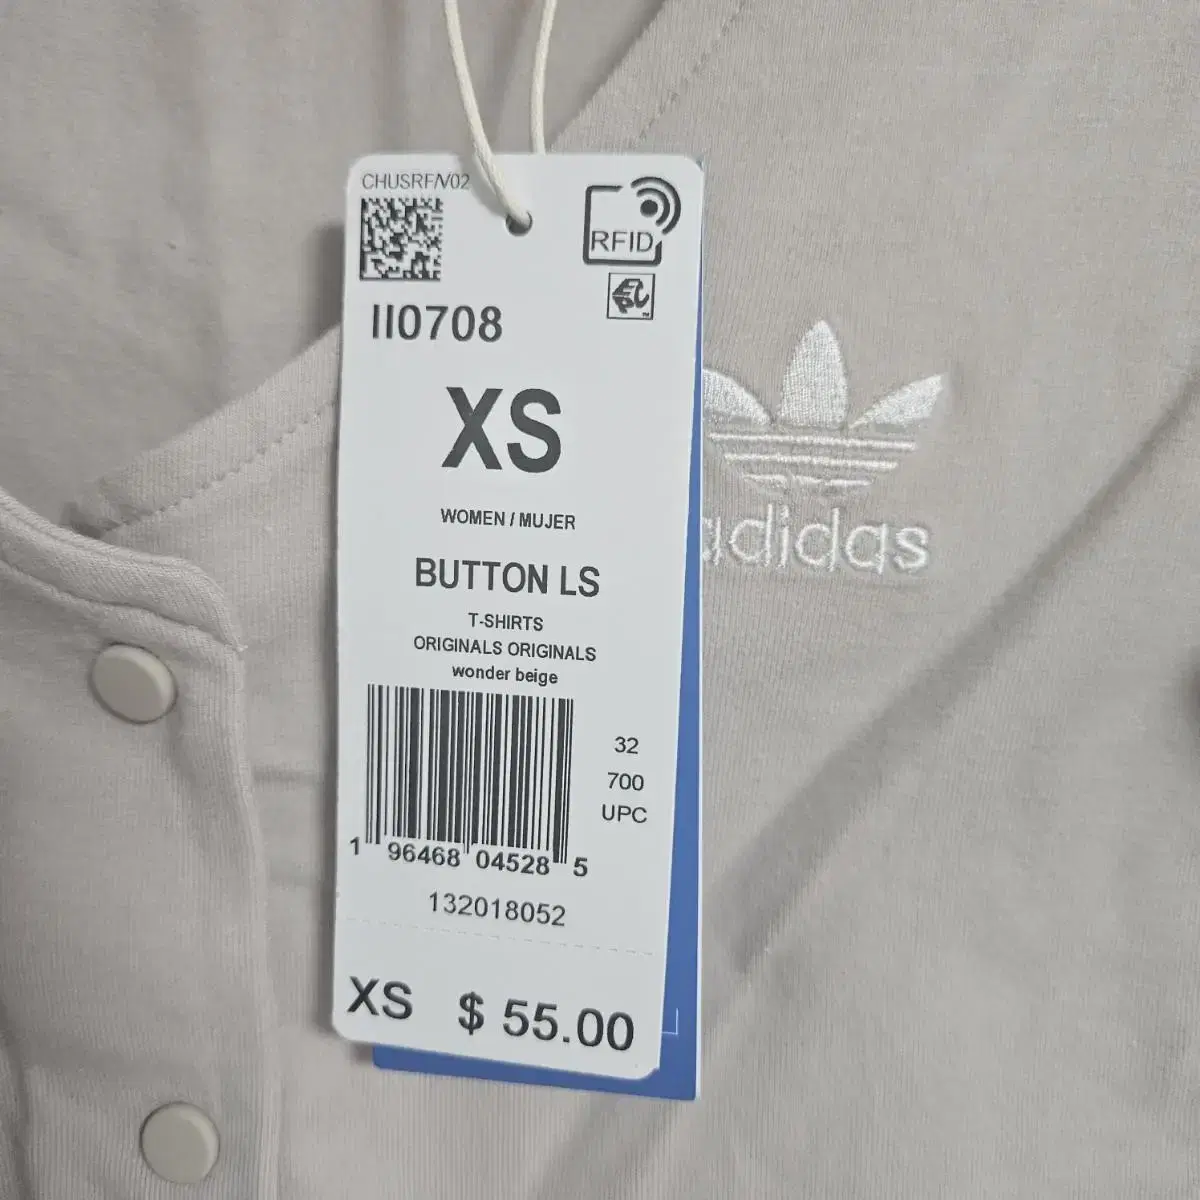 CHUSRF/V02
RFID
EPC
II0708
XS
WOMEN / MUJER
BUTTON LS
T-SHIRTS
ORIGINALS ORIGINALS
wonder beige
32
700
UPC
1 96468 04528 5
132018052
XS $ 55.00
adidas